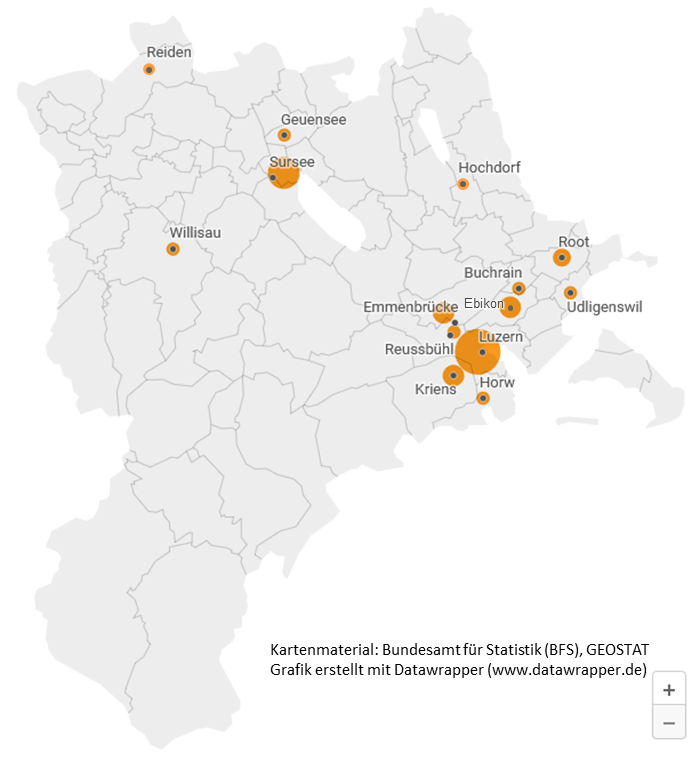 Reiden
Geuensee
Sursee
Hochdorf
Willisau
Root
Buchrain
Ebikon
Udligenswil
Emmenbrücke
Luzern
Reussbühl
Horw
Kriens
Kartenmaterial: Bundesamt für Statistik (BFS), GEOSTAT
Grafik erstellt mit Datawrapper (www.datawrapper.de)
+
−